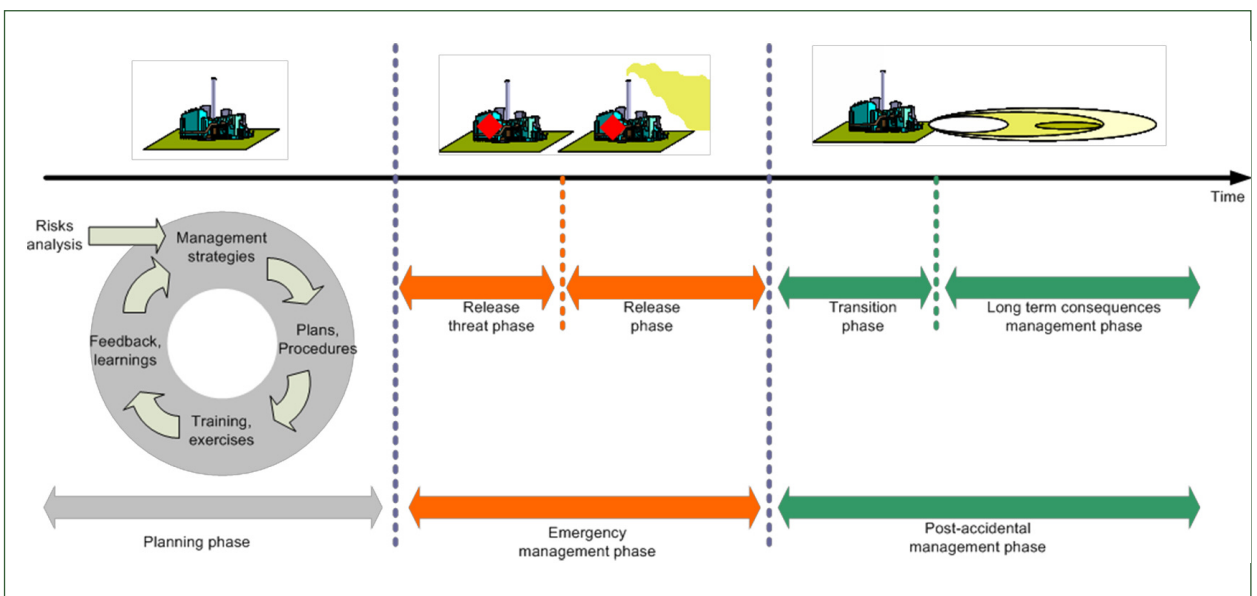 Time
Risks
analysis
Management
strategies
Plans,
Procedures
Training,
exercises
Feedback,
learnings
Release
threat phase
Release
phase
Transition
phase
Long term consequences
management phase
Planning phase
Emergency
management phase
Post-accidental
management phase